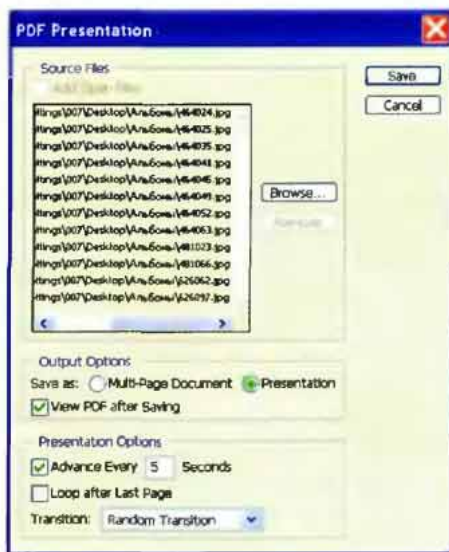 PDF Presentation
Source Files
Add Open Files
Save
Cancel
ttings\007\Desktop\Альбомы\464024.jpg
ttings\007\Desktop\Альбомы\464025.jpg
ttings\007\Desktop\Альбомы\464035.jpg
ttings\007\Desktop\Альбомы\464041.jpg
ttings\007\Desktop\Альбомы\464046.jpg
ttings\007\Desktop\Альбомы\464049.jpg
ttings\007\Desktop\Альбомы\464052.jpg
ttings\007\Desktop\Альбомы\464063.jpg
ttings\007\Desktop\Альбомы\481023.jpg
ttings\007\Desktop\Альбомы\481066.jpg
ttings\007\Desktop\Альбомы\626062.jpg
ttings\007\Desktop\Альбомы\626097.jpg
Browse...
Remove
Output Options
Save as: Multi-Page Document Presentation
View PDF after Saving
Presentation Options
Advance Every 5 Seconds
Loop after Last Page
Transition: Random Transition